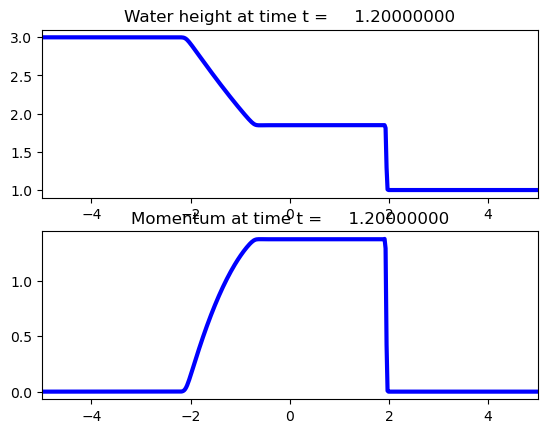 Water height at time t =     1.20000000
3.0
2.5
2.0
1.5
1.0
−4 −2 0 2 4
Momentum at time t =     1.20000000
1.0
0.5
0.0
−4 −2 0 2 4